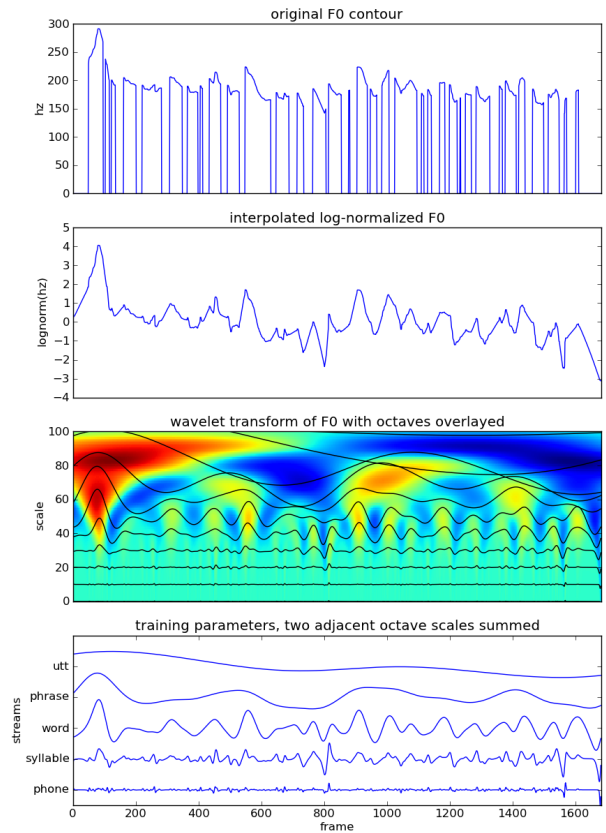 original F0 contour
300
250
200
150
100
50
0
hz
interpolated log-normalized F0
5
4
3
2
1
0
−1
−2
−3
−4
lognorm(hz)
wavelet transform of F0 with octaves overlayed
100
80
60
40
20
0
scale
training parameters, two adjacent octave scales summed
utt
phrase
word
syllable
phone
streams
0 200 400 600 800 1000 1200 1400 1600
frame